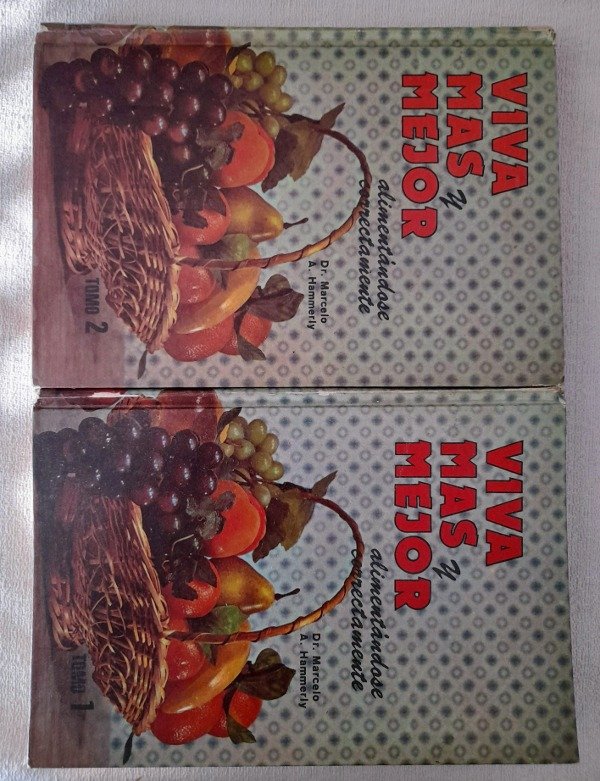 VIVA
MAS Y
MEJOR
alimentándose
correctamente
Dr. Marcelo
A. Hammerly
TOMO 2
VIVA
MAS Y
MEJOR
alimentándose
correctamente
Dr. Marcelo
A. Hammerly
TOMO 1